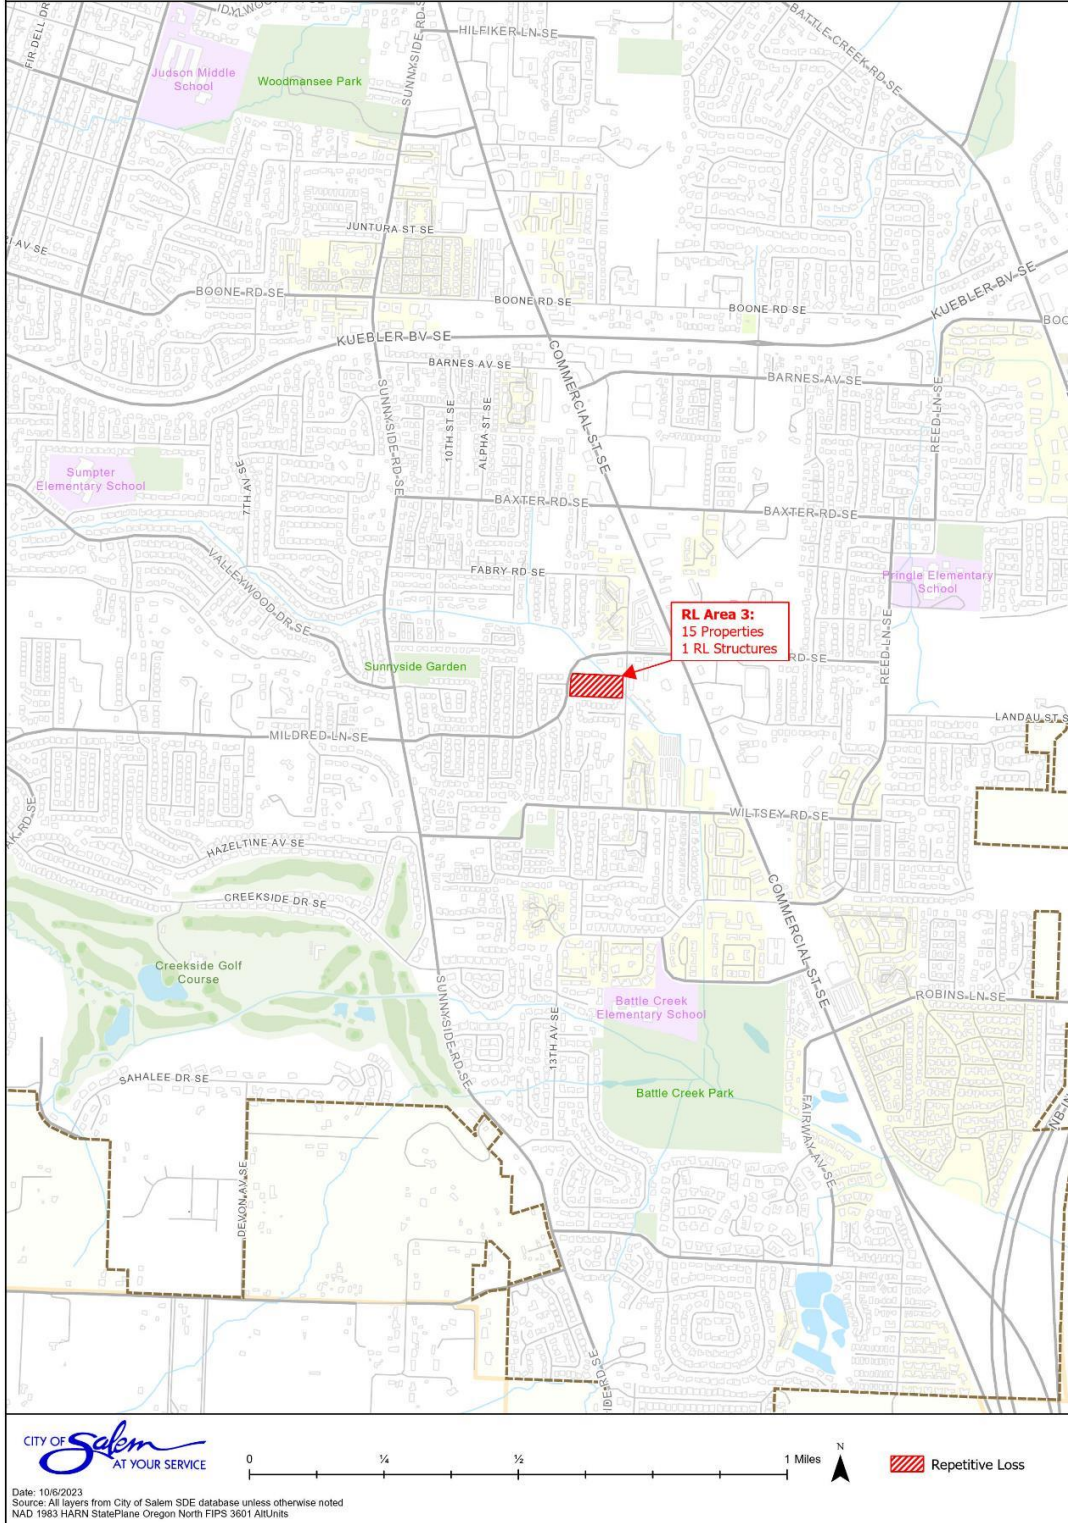 IDYLWO
FIR DELL DR
SUNNYSIDE RD S
HILFIKER LN SE
BATTLE CREEK RD SE
Judson Middle
School
Woodmansee Park
JUNTURA ST SE
AV SE
BOONE RD SE
BOONE RD SE
BOONE RD SE
KUEBLER BV SE
BOO
KUEBLER BV SE
BARNES AV SE
COMMERCIAL ST SE
BARNES AV SE
SUNNYSIDE RD SE
10TH ST SE
ALPHA ST SE
REED LN SE
Sumpter
Elementary School
7TH AV SE
BAXTER RD SE
BAXTER RD SE
VALLEYWOOD DR SE
FABRY RD SE
Pringle Elementary
School
RL Area 3:
15 Properties
1 RL Structures
RD SE
REED LN SE
Sunnyside Garden
LANDAU ST S
MILDRED LN SE
WILTSEY RD SE
AK RD SE
HAZELTINE AV SE
CREEKSIDE DR SE
COMMERCIAL ST SE
Creekside Golf
Course
SUNNYSIDE RD SE
Battle Creek
Elementary School
ROBINS LN SE
13TH AV SE
SAHALEE DR SE
Battle Creek Park
FAIRWAY AV SE
NB IN
DEVON AV SE
SIDE RD SE
CITY OF Salem
AT YOUR SERVICE
0 ¼ ½ 1 Miles
N
Repetitive Loss
Date: 10/6/2023
Source: All layers from City of Salem SDE database unless otherwise noted
NAD 1983 HARN StatePlane Oregon North FIPS 3601 AltUnits